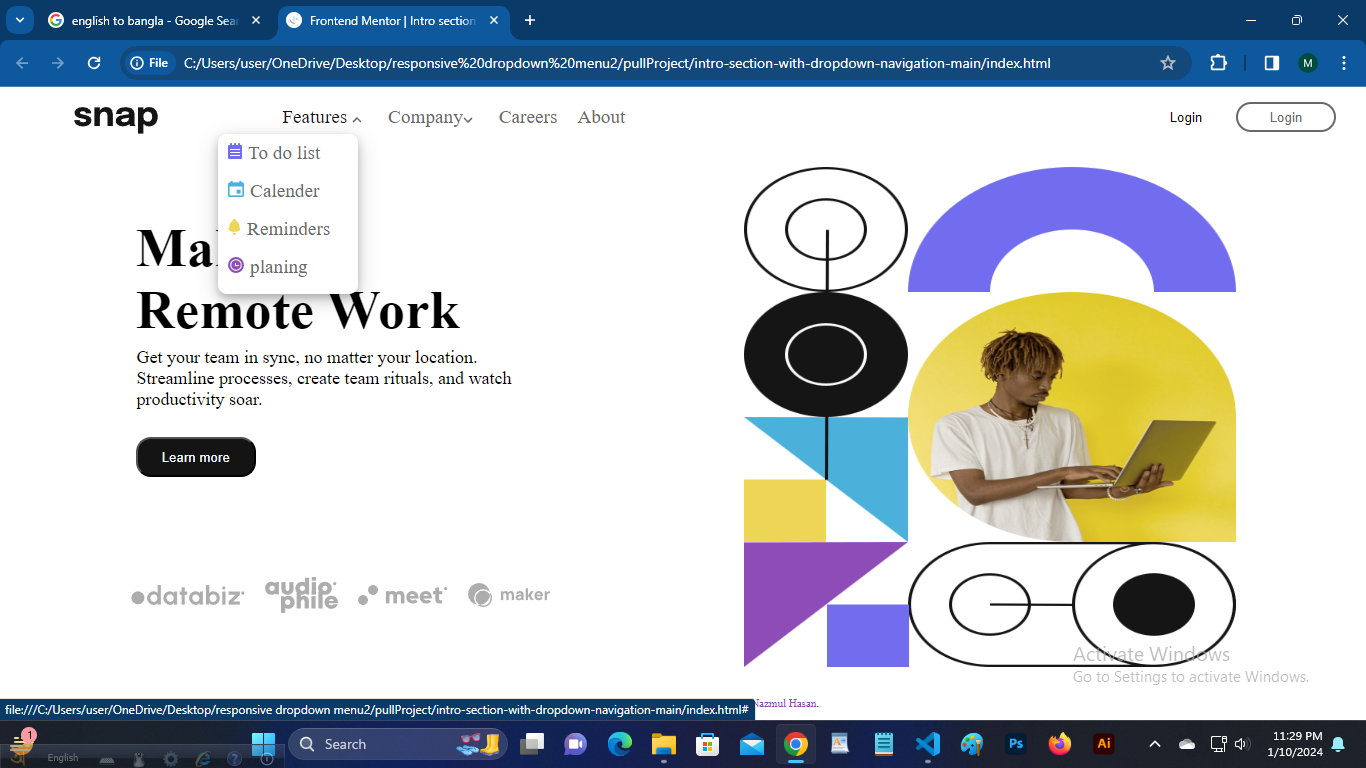 english to bangla - Google Sear
Frontend Mentor | Intro section
File
C:/Users/user/OneDrive/Desktop/responsive%20dropdown%20menu2/pullProject/intro-section-with-dropdown-navigation-main/index.html
M
snap
Features
Company
Careers
About
Login
Login
To do list
Calender
Reminders
planing
Ma
Remote Work
Get your team in sync, no matter your location.
Streamline processes, create team rituals, and watch
productivity soar.
Learn more
databiz
audio
phile
meet
maker
Activate Windows
Go to Settings to activate Windows.
Nazmul Hasan.
file:///C:/Users/user/OneDrive/Desktop/responsive dropdown menu2/pullProject/intro-section-with-dropdown-navigation-main/index.html#
1
অ
English
Search
Ps
Ai
11:29 PM
1/10/2024